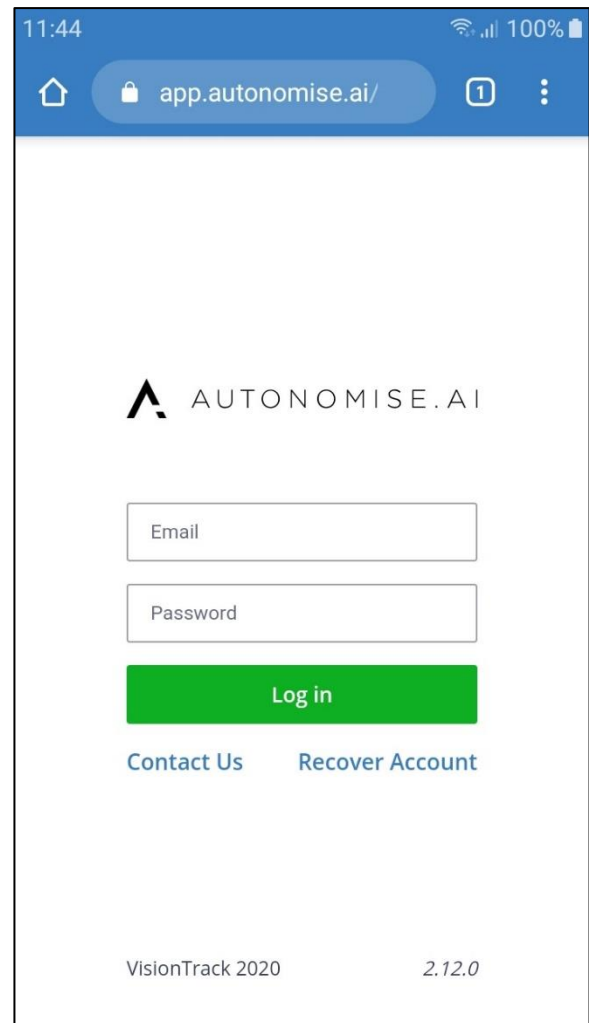 11:44 100%
app.autonomise.ai/ 1
AUTONOMISE.AI
Email
Password
Log in
Contact Us Recover Account
VisionTrack 2020 2.12.0